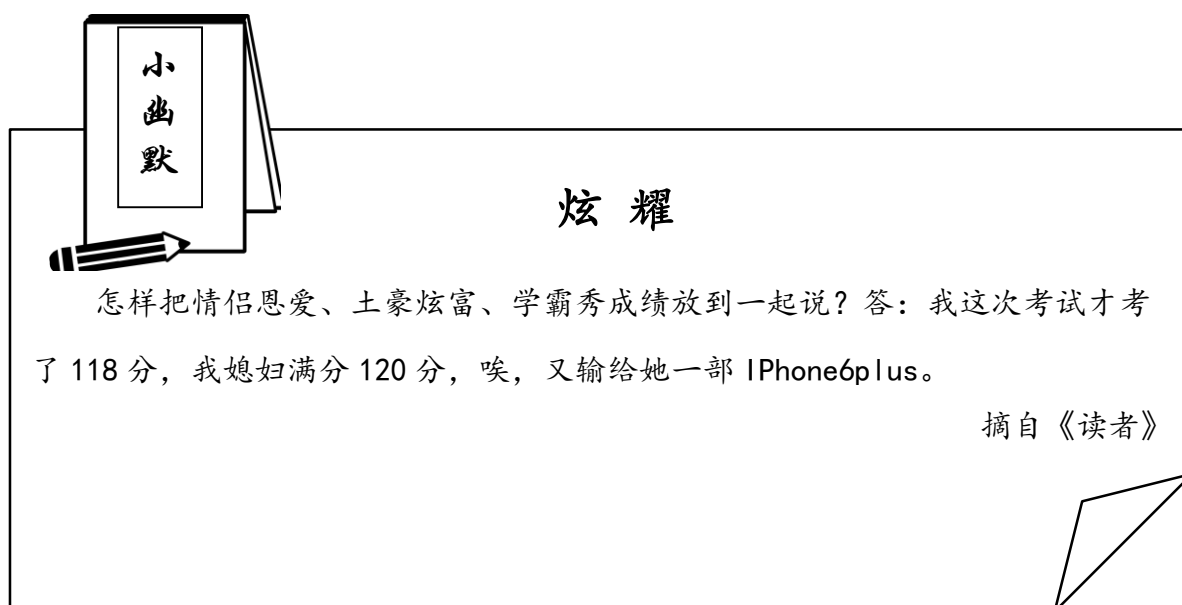 小幽默
炫耀
怎样把情侣恩爱、土豪炫富、学霸秀成绩放到一起说？答：我这次考试才考
了 118 分，我媳妇满分 120 分，唉，又输给她一部 IPhone6plus。
摘自《读者》